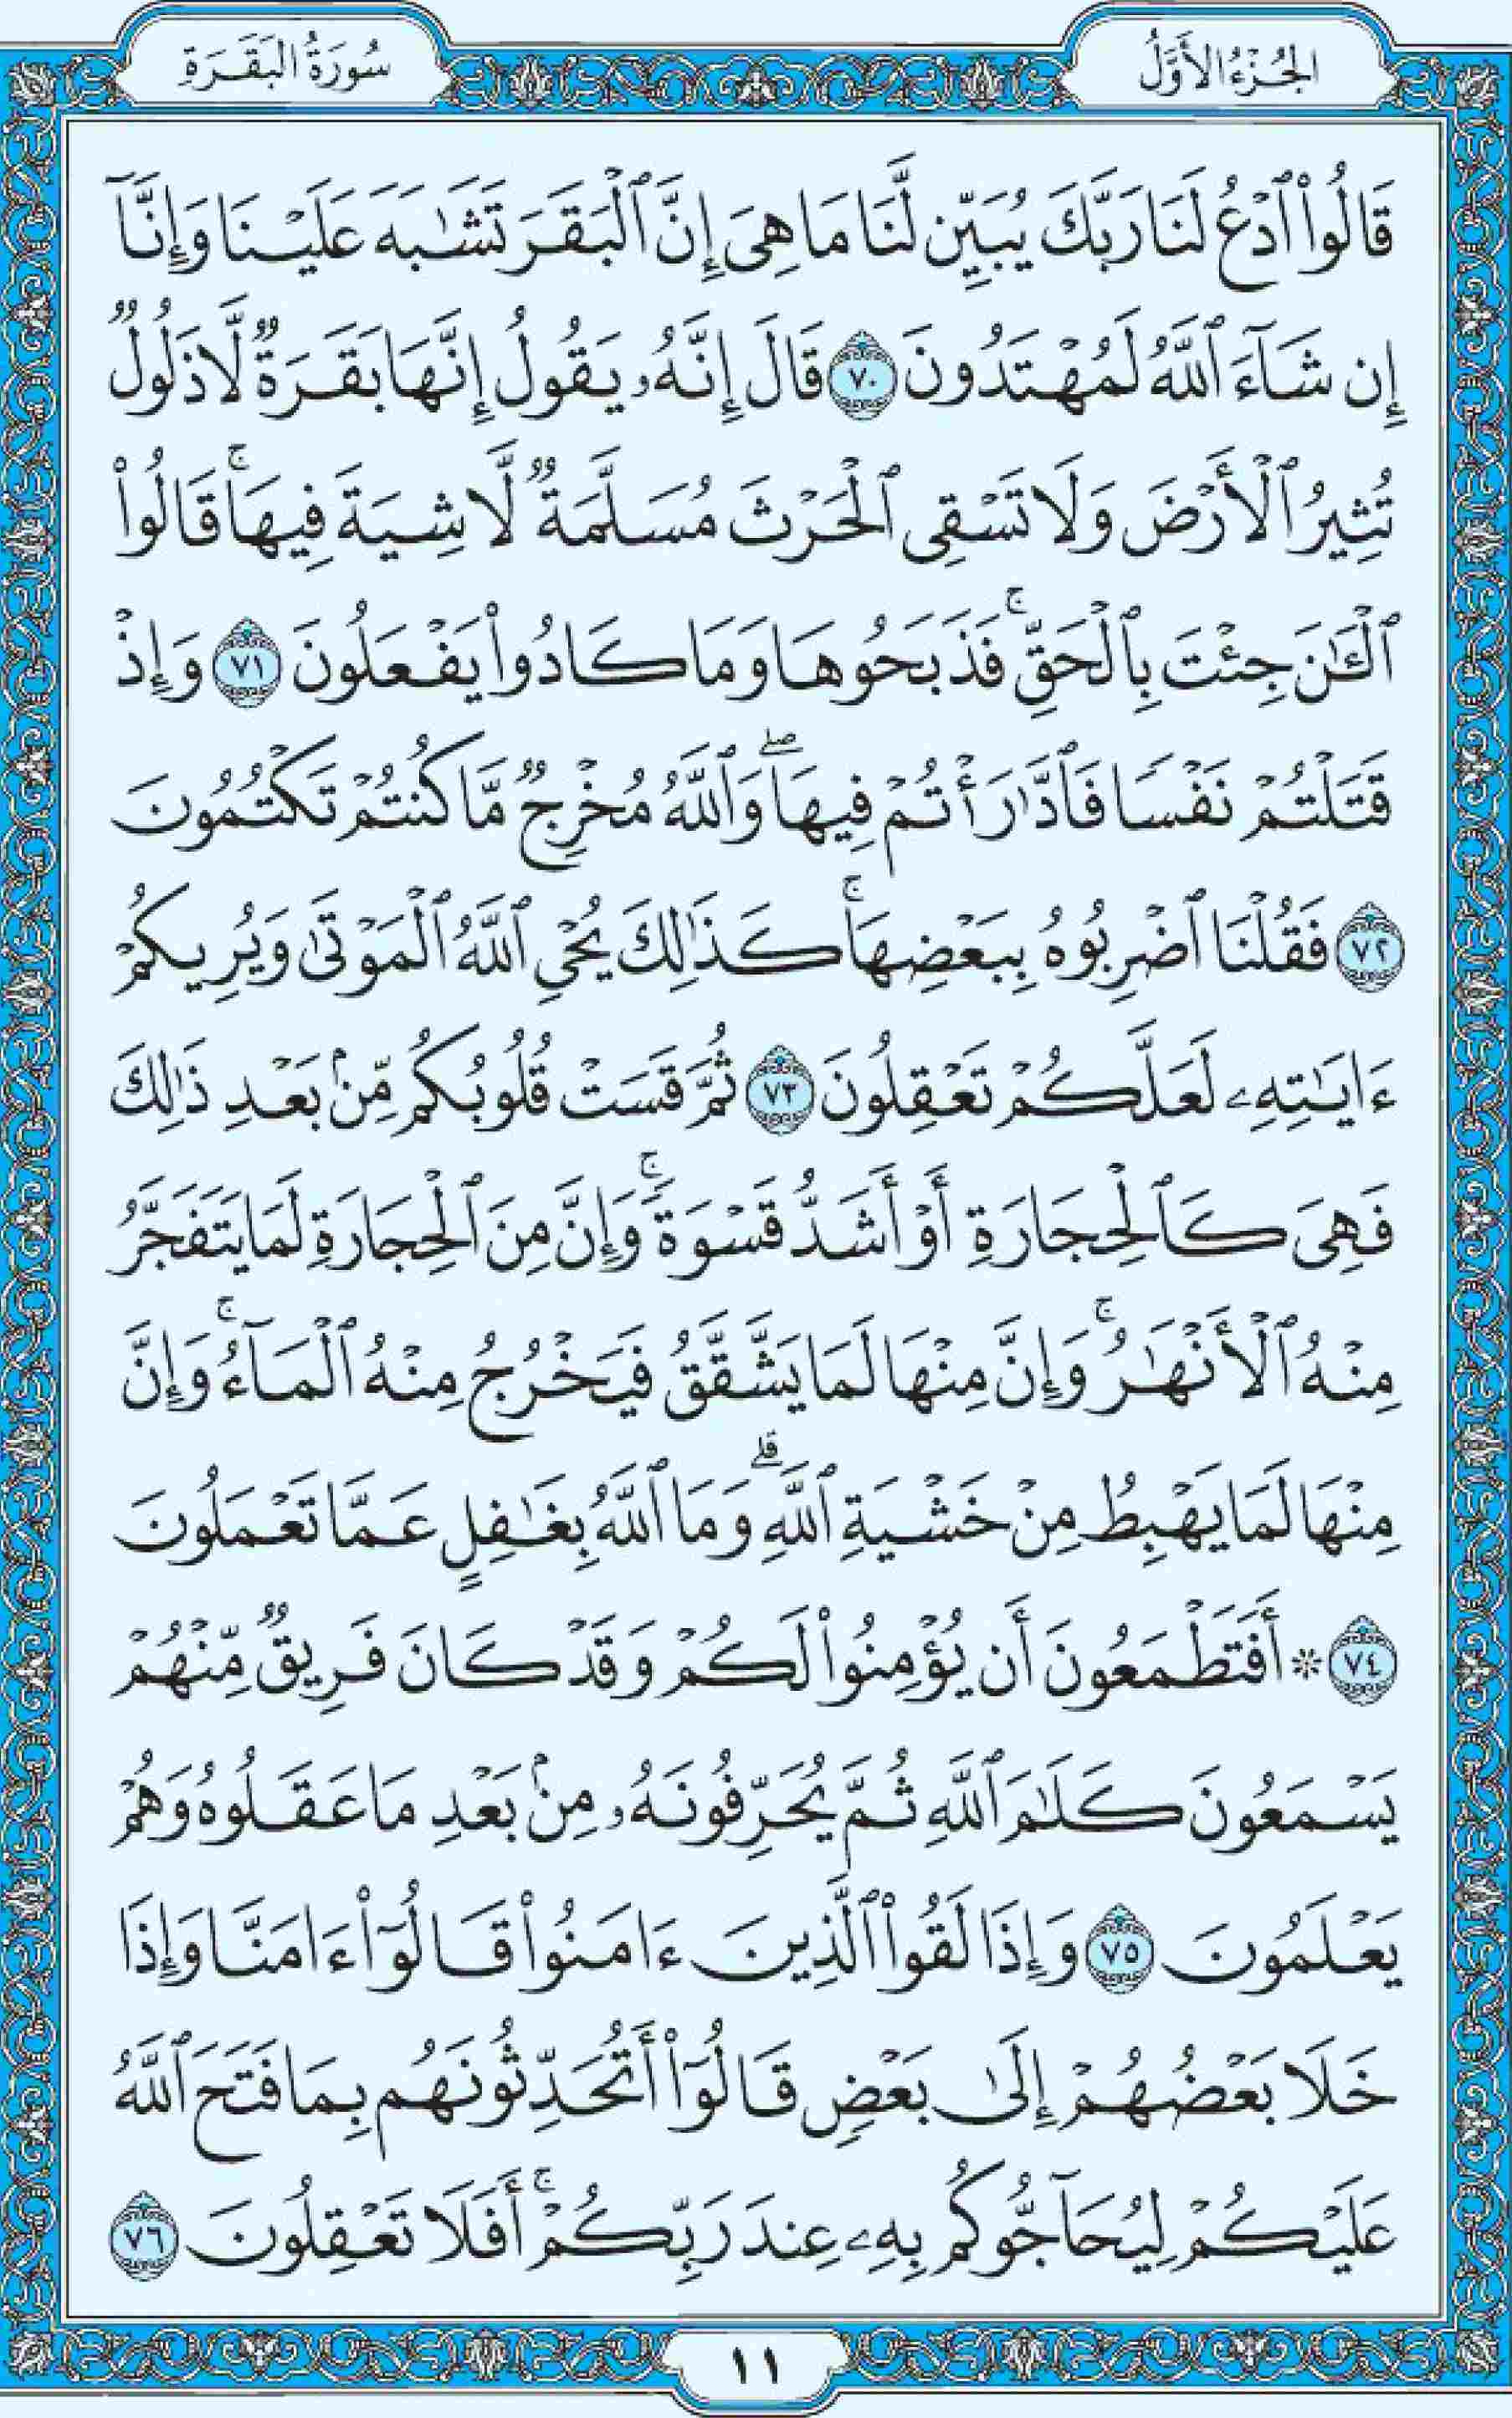 الجُزْءُ الأَوَّلُ
سُورَةُ البَقَرَةِ
قَالُوا۟ ٱدْعُ لَنَا رَبَّكَ يُبَيِّن لَّنَا مَا هِىَ إِنَّ ٱلْبَقَرَ تَشَٰبَهَ عَلَيْنَا وَإِنَّآ
إِن شَآءَ ٱللَّهُ لَمُهْتَدُونَ ٧٠ قَالَ إِنَّهُۥ يَقُولُ إِنَّهَا بَقَرَةٌ لَّا ذَلُولٌ
تُثِيرُ ٱلْأَرْضَ وَلَا تَسْقِى ٱلْحَرْثَ مُسَلَّمَةٌ لَّا شِيَةَ فِيهَا ۚ قَالُوا۟
ٱلْـَٰٔنَ جِئْتَ بِٱلْحَقِّ ۚ فَذَبَحُوهَا وَمَا كَادُوا۟ يَفْعَلُونَ ٧١ وَإِذْ
قَتَلْتُمْ نَفْسًا فَٱدَّٰرَْٰٔتُمْ فِيهَا ۖ وَٱللَّهُ مُخْرِجٌ مَّا كُنتُمْ تَكْتُمُونَ
٧٢ فَقُلْنَا ٱضْرِبُوهُ بِبَعْضِهَا ۚ كَذَٰلِكَ يُحْىِ ٱللَّهُ ٱلْمَوْتَىٰ وَيُرِيكُمْ
ءَايَٰتِهِۦ لَعَلَّكُمْ تَعْقِلُونَ ٧٣ ثُمَّ قَسَتْ قُلُوبُكُم مِّنۢ بَعْدِ ذَٰلِكَ
فَهِىَ كَٱلْحِجَارَةِ أَوْ أَشَدُّ قَسْوَةً ۚ وَإِنَّ مِنَ ٱلْحِجَارَةِ لَمَا يَتَفَجَّرُ
مِنْهُ ٱلْأَنْهَٰرُ ۚ وَإِنَّ مِنْهَا لَمَا يَشَّقَّقُ فَيَخْرُجُ مِنْهُ ٱلْمَآءُ ۚ وَإِنَّ
مِنْهَا لَمَا يَهْبِطُ مِنْ خَشْيَةِ ٱللَّهِ ۗ وَمَا ٱللَّهُ بِغَٰفِلٍ عَمَّا تَعْمَلُونَ
٧٤ ۞ أَفَتَطْمَعُونَ أَن يُؤْمِنُوا۟ لَكُمْ وَقَدْ كَانَ فَرِيقٌ مِّنْهُمْ
يَسْمَعُونَ كَلَٰمَ ٱللَّهِ ثُمَّ يُحَرِّفُونَهُۥ مِنۢ بَعْدِ مَا عَقَلُوهُ وَهُمْ
يَعْلَمُونَ ٧٥ وَإِذَا لَقُوا۟ ٱلَّذِينَ ءَامَنُوا۟ قَالُوٓا۟ ءَامَنَّا وَإِذَا
خَلَا بَعْضُهُمْ إِلَىٰ بَعْضٍ قَالُوٓا۟ أَتُحَدِّثُونَهُم بِمَا فَتَحَ ٱللَّهُ
عَلَيْكُمْ لِيُحَآجُّوكُم بِهِۦ عِندَ رَبِّكُمْ ۚ أَفَلَا تَعْقِلُونَ ٧٦
١١